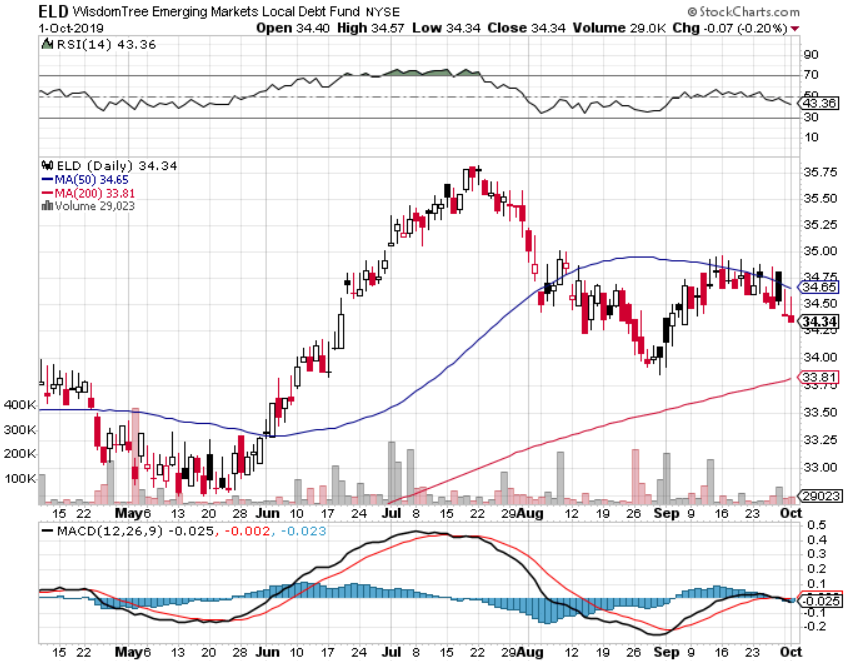 ELD WisdomTree Emerging Markets Local Debt Fund NYSE © StockCharts.com
1-Oct-2019 Open 34.40 High 34.57 Low 34.34 Close 34.34 Volume 29.0K Chg -0.07 (-0.20%)
RSI(14) 43.36
90
70
50
43.36
30
10
ELD (Daily) 34.34
MA(50) 34.65
MA(200) 33.81
Volume 29,023
35.75
35.50
35.25
35.00
34.75
34.65
34.50
34.34
34.25
34.00
33.81
33.75
33.50
33.25
33.00
29023
400K
300K
200K
100K
15 22 May 6 13 20 28 Jun 10 17 24 Jul 8 15 22 29 Aug 12 19 26 Sep 9 16 23 Oct
MACD(12,26,9) -0.025, -0.002, -0.023
0.5
0.4
0.3
0.2
0.1
-0.025
-0.1
-0.2
15 22 May 6 13 20 28 Jun 10 17 24 Jul 8 15 22 29 Aug 12 19 26 Sep 9 16 23 Oct